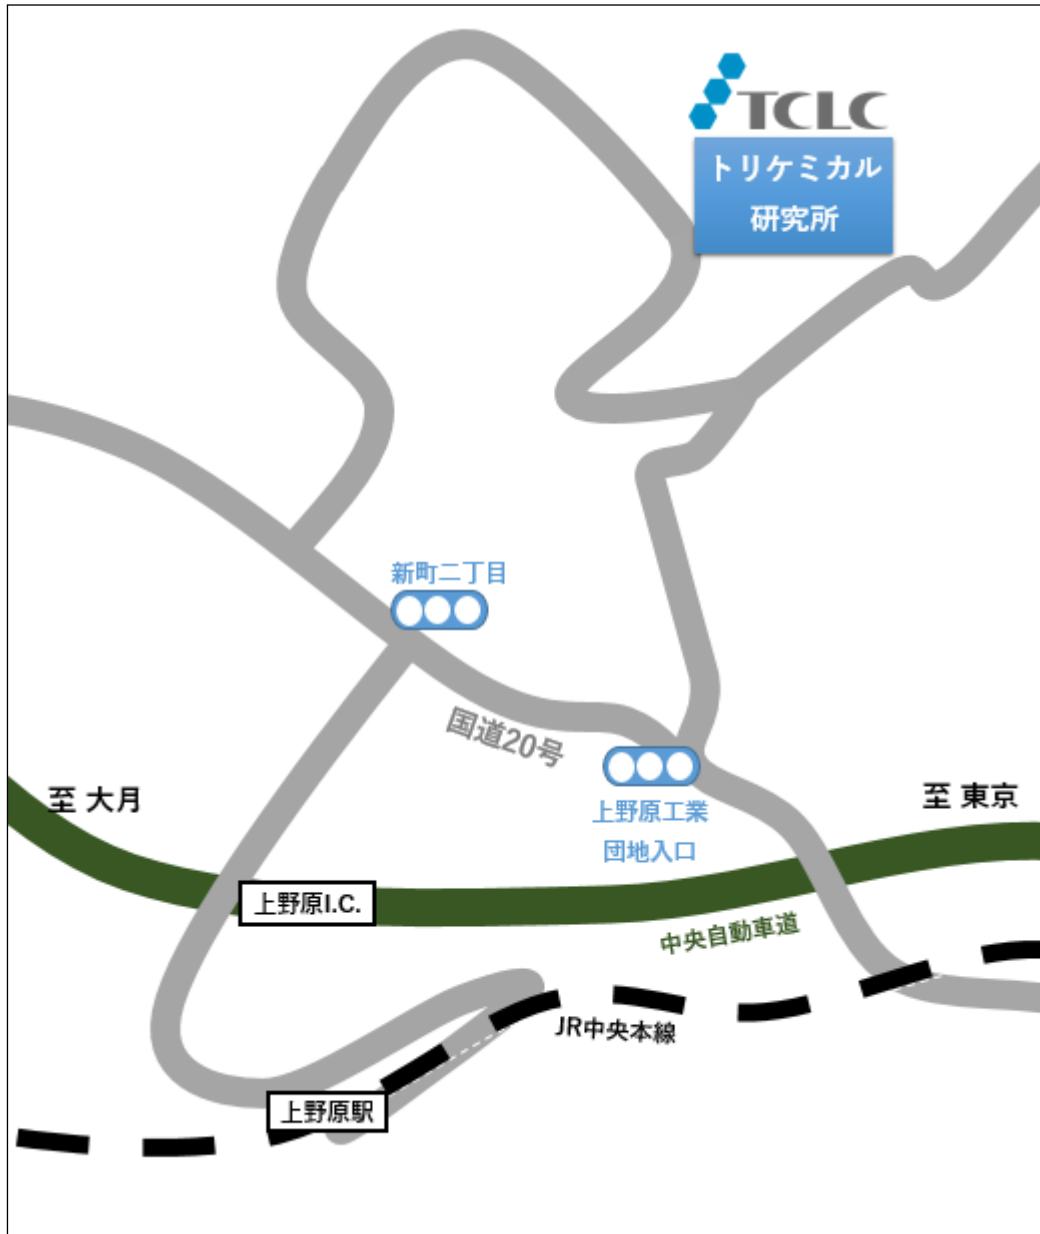 TCLC
トリケミカル
研究所
新町二丁目
国道20号
上野原工業
団地入口
至 大月
至 東京
上野原I.C.
中央自動車道
JR中央本線
上野原駅